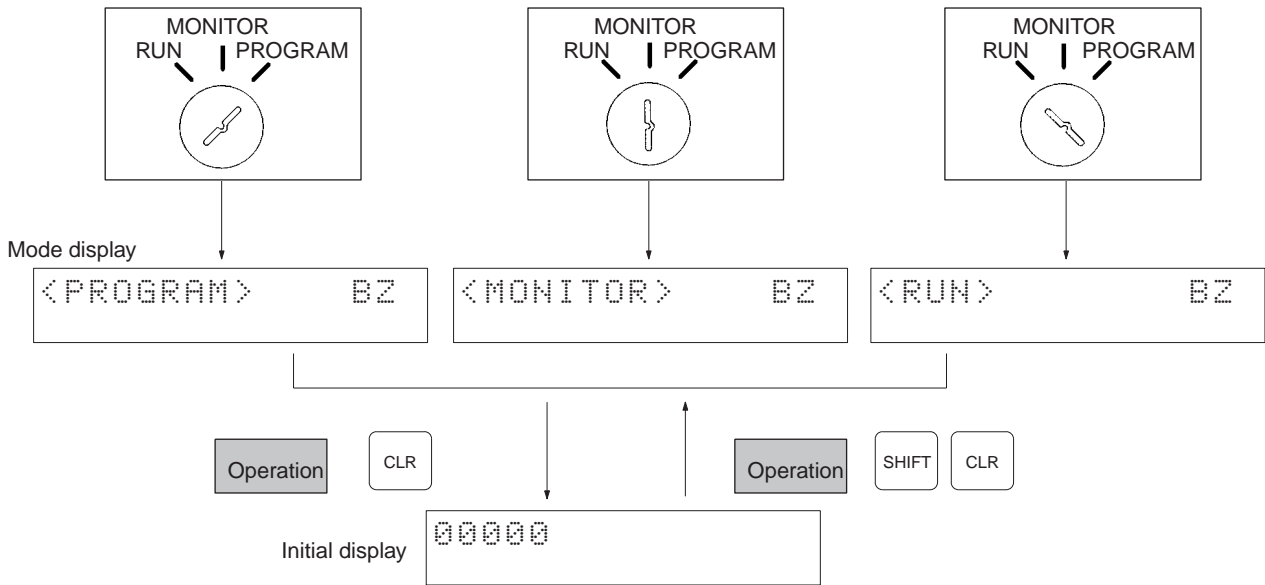 MONITOR
RUN PROGRAM
MONITOR
RUN PROGRAM
MONITOR
RUN PROGRAM
Mode display
<PROGRAM> BZ
<MONITOR> BZ
<RUN> BZ
Operation CLR
Operation SHIFT CLR
Initial display
00000